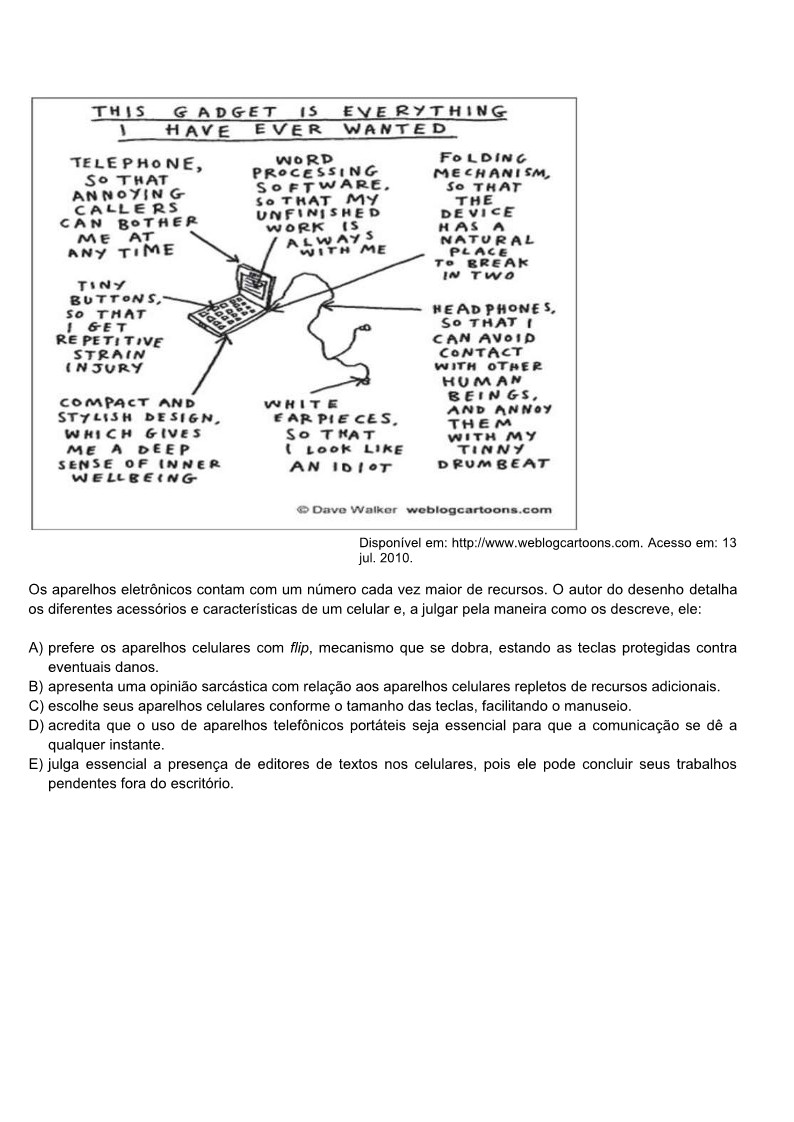 THIS GADGET IS EVERYTHING
I HAVE EVER WANTED
TELEPHONE,
SO THAT
ANNOYING
CALLERS
CAN BOTHER
ME AT
ANY TIME
WORD
PROCESSING
SOFTWARE,
SO THAT MY
UNFINISHED
WORK IS
ALWAYS
WITH ME
FOLDING
MECHANISM,
SO THAT
THE
DEVICE
HAS A
NATURAL
PLACE
TO BREAK
IN TWO
TINY
BUTTONS,
SO THAT
I GET
REPETITIVE
STRAIN
INJURY
HEADPHONES,
SO THAT I
CAN AVOID
CONTACT
WITH OTHER
HUMAN
BEINGS,
AND ANNOY
THEM
WITH MY
TINNY
DRUMBEAT
COMPACT AND
STYLISH DESIGN,
WHICH GIVES
ME A DEEP
SENSE OF INNER
WELLBEING
WHITE
EARPIECES,
SO THAT
I LOOK LIKE
AN IDIOT
© Dave Walker weblogcartoons.com
Disponível em: http://www.weblogcartoons.com. Acesso em: 13
jul. 2010.
Os aparelhos eletrônicos contam com um número cada vez maior de recursos. O autor do desenho detalha
os diferentes acessórios e características de um celular e, a julgar pela maneira como os descreve, ele:
A) prefere os aparelhos celulares com flip, mecanismo que se dobra, estando as teclas protegidas contra
eventuais danos.
B) apresenta uma opinião sarcástica com relação aos aparelhos celulares repletos de recursos adicionais.
C) escolhe seus aparelhos celulares conforme o tamanho das teclas, facilitando o manuseio.
D) acredita que o uso de aparelhos telefônicos portáteis seja essencial para que a comunicação se dê a
qualquer instante.
E) julga essencial a presença de editores de textos nos celulares, pois ele pode concluir seus trabalhos
pendentes fora do escritório.